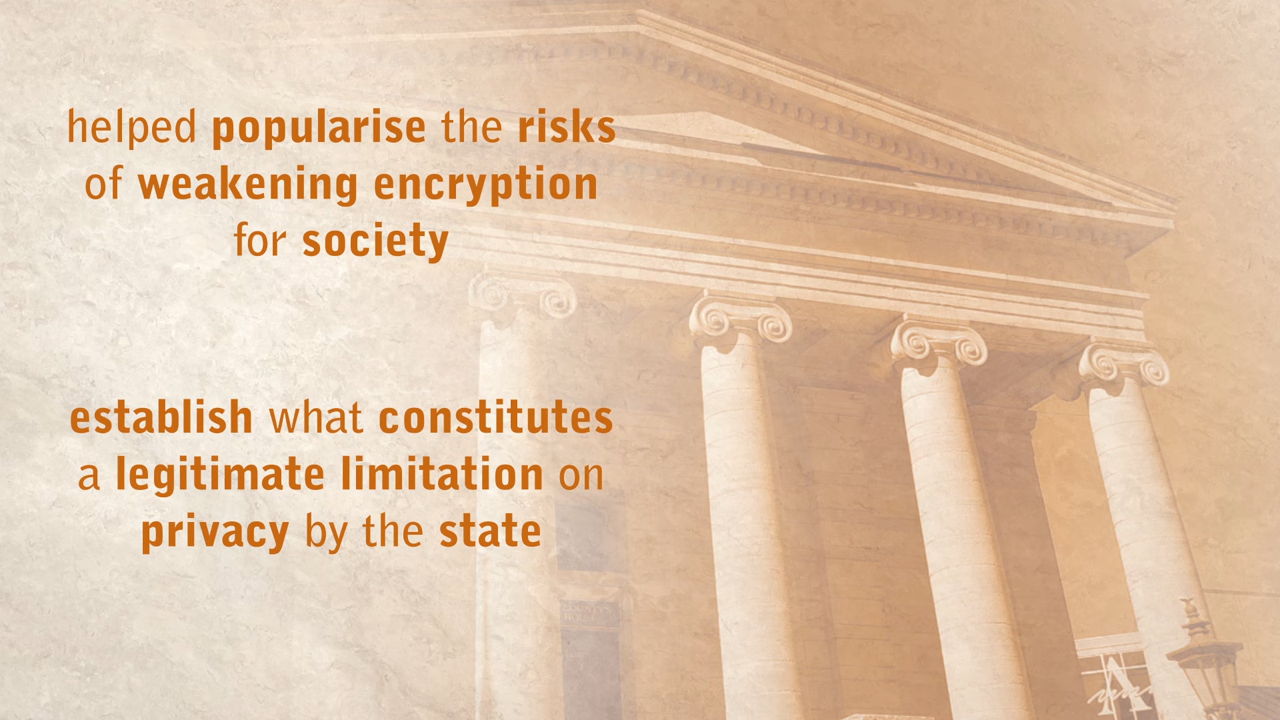 helped popularise the risks
of weakening encryption
for society
establish what constitutes
a legitimate limitation on
privacy by the state